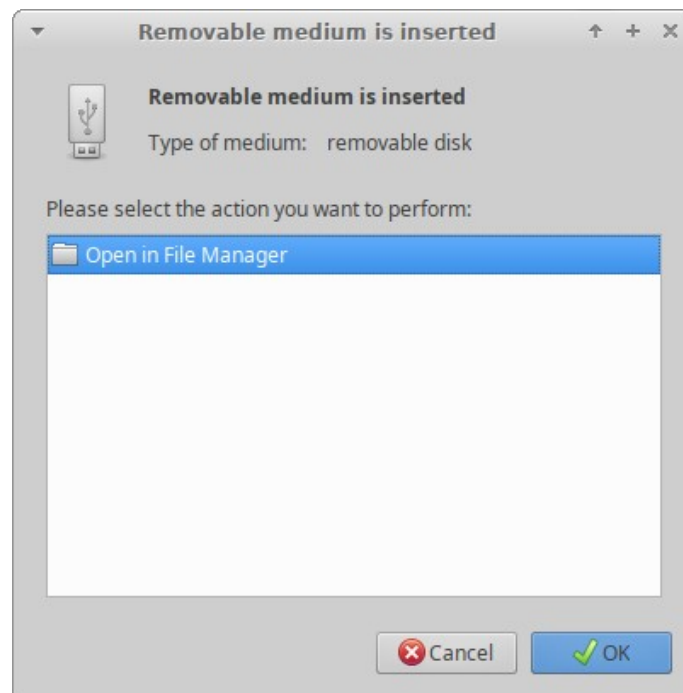 Removable medium is inserted
Removable medium is inserted
Type of medium: removable disk
Please select the action you want to perform:
Open in File Manager
Cancel OK